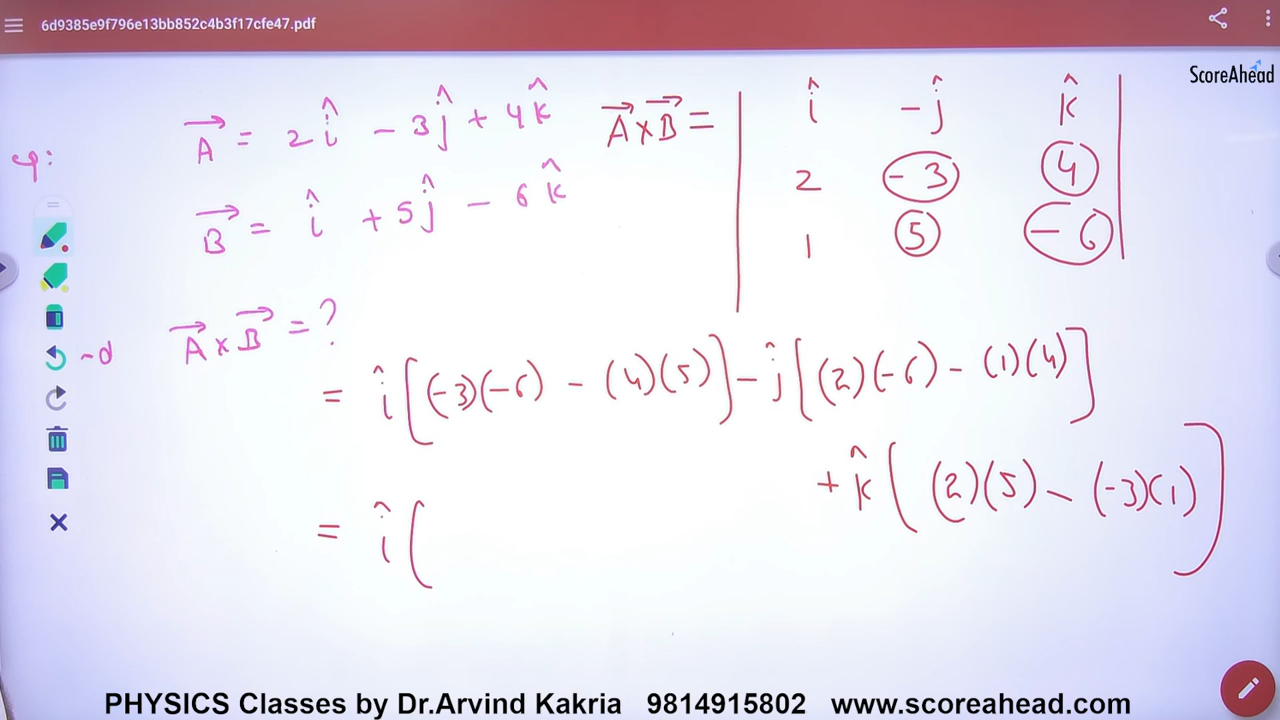 6d9385e9f796e13bb852c4b3f17cfe47.pdf
ScoreAhead
φ:
A⃗ = 2î - 3ĵ + 4k̂
B⃗ = î + 5ĵ - 6k̂
A⃗ × B⃗ =
î -ĵ k̂
2 -3 4
1 5 -6
A⃗ × B⃗ = ?
= î [(-3)(-6) - (4)(5)] - ĵ [(2)(-6) - (1)(4)]
+ k̂ [(2)(5) - (-3)(1)]
= î (
PHYSICS Classes by Dr.Arvind Kakria 9814915802 www.scoreahead.com